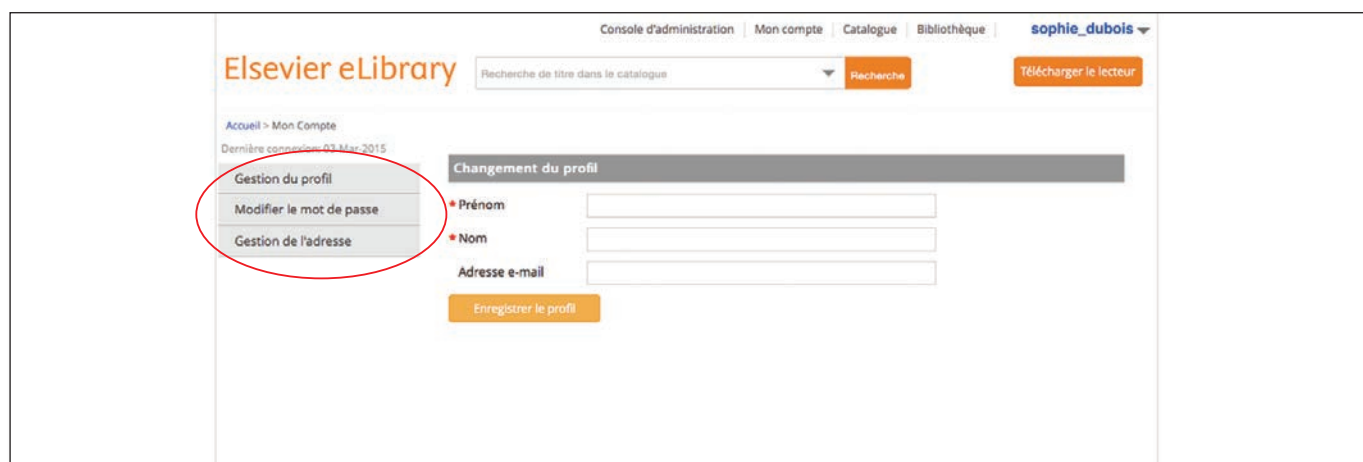 Console d'administration Mon compte Catalogue Bibliothèque sophie_dubois
Elsevier eLibrary Recherche de titre dans le catalogue Recherche Télécharger le lecteur
Accueil > Mon Compte
Dernière connexion: 03-Mar-2015
Gestion du profil
Modifier le mot de passe
Gestion de l'adresse
Changement du profil
* Prénom
* Nom
Adresse e-mail
Enregistrer le profil